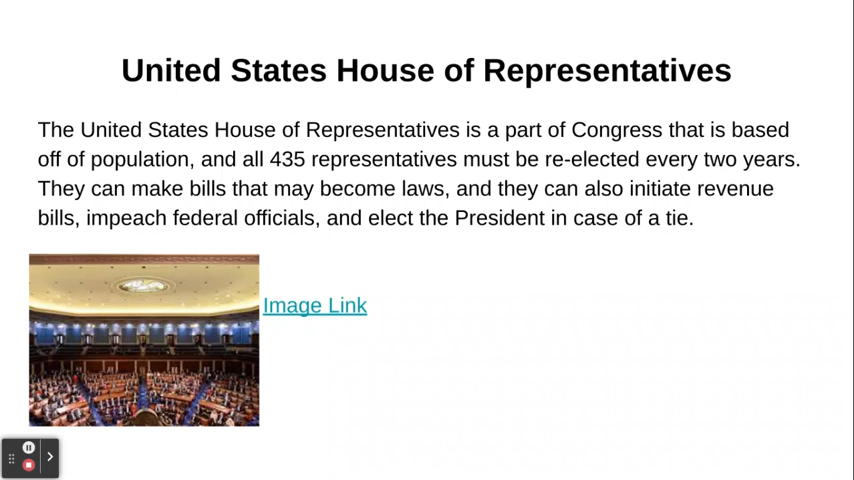 United States House of Representatives
The United States House of Representatives is a part of Congress that is based
off of population, and all 435 representatives must be re-elected every two years.
They can make bills that may become laws, and they can also initiate revenue
bills, impeach federal officials, and elect the President in case of a tie.
Image Link